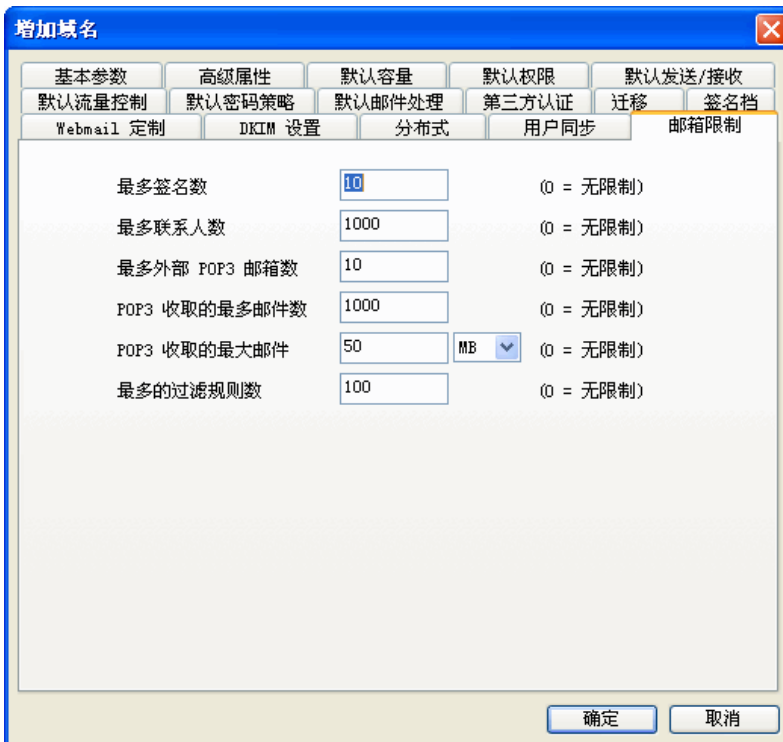 增加域名
基本参数 高级属性 默认容量 默认权限 默认发送/接收
默认流量控制 默认密码策略 默认邮件处理 第三方认证 迁移 签名档
Webmail 定制 DKIM 设置 分布式 用户同步 邮箱限制
最多签名数 10 (0 = 无限制)
最多联系人数 1000 (0 = 无限制)
最多外部 POP3 邮箱数 10 (0 = 无限制)
POP3 收取的最多邮件数 1000 (0 = 无限制)
POP3 收取的最大邮件 50 MB (0 = 无限制)
最多的过滤规则数 100 (0 = 无限制)
确定 取消